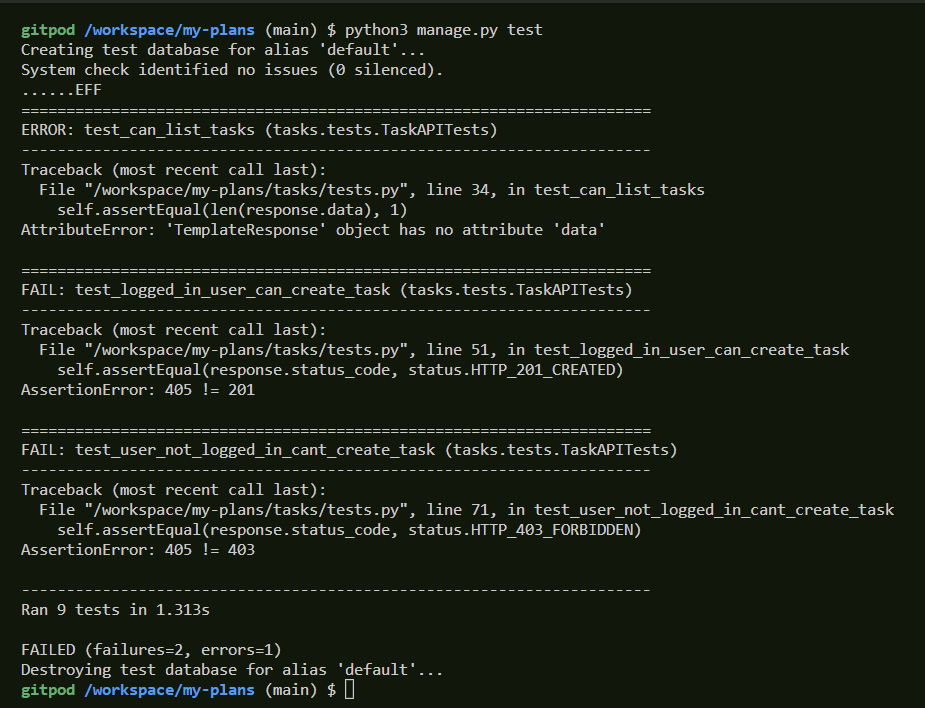 gitpod /workspace/my-plans (main) $ python3 manage.py test
Creating test database for alias 'default'...
System check identified no issues (0 silenced).
......EFF
======================================================================
ERROR: test_can_list_tasks (tasks.tests.TaskAPITests)
----------------------------------------------------------------------
Traceback (most recent call last):
  File "/workspace/my-plans/tasks/tests.py", line 34, in test_can_list_tasks
    self.assertEqual(len(response.data), 1)
AttributeError: 'TemplateResponse' object has no attribute 'data'

======================================================================
FAIL: test_logged_in_user_can_create_task (tasks.tests.TaskAPITests)
----------------------------------------------------------------------
Traceback (most recent call last):
  File "/workspace/my-plans/tasks/tests.py", line 51, in test_logged_in_user_can_create_task
    self.assertEqual(response.status_code, status.HTTP_201_CREATED)
AssertionError: 405 != 201

======================================================================
FAIL: test_user_not_logged_in_cant_create_task (tasks.tests.TaskAPITests)
----------------------------------------------------------------------
Traceback (most recent call last):
  File "/workspace/my-plans/tasks/tests.py", line 71, in test_user_not_logged_in_cant_create_task
    self.assertEqual(response.status_code, status.HTTP_403_FORBIDDEN)
AssertionError: 405 != 403

----------------------------------------------------------------------
Ran 9 tests in 1.313s

FAILED (failures=2, errors=1)
Destroying test database for alias 'default'...
gitpod /workspace/my-plans (main) $